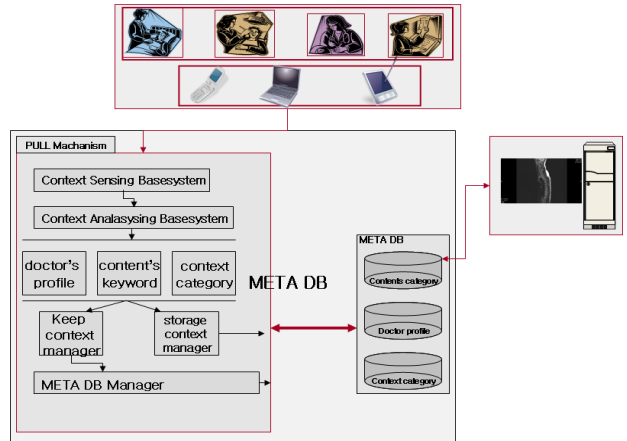 PULL Mechanism
Context Sensing Basesystem
Context Analasysing Basesystem
doctor's
profile
content's
keyword
context
category
Keep
context
manager
storage
context
manager
META DB Manager
META DB
META DB
Contents category
Doctor profile
Context category